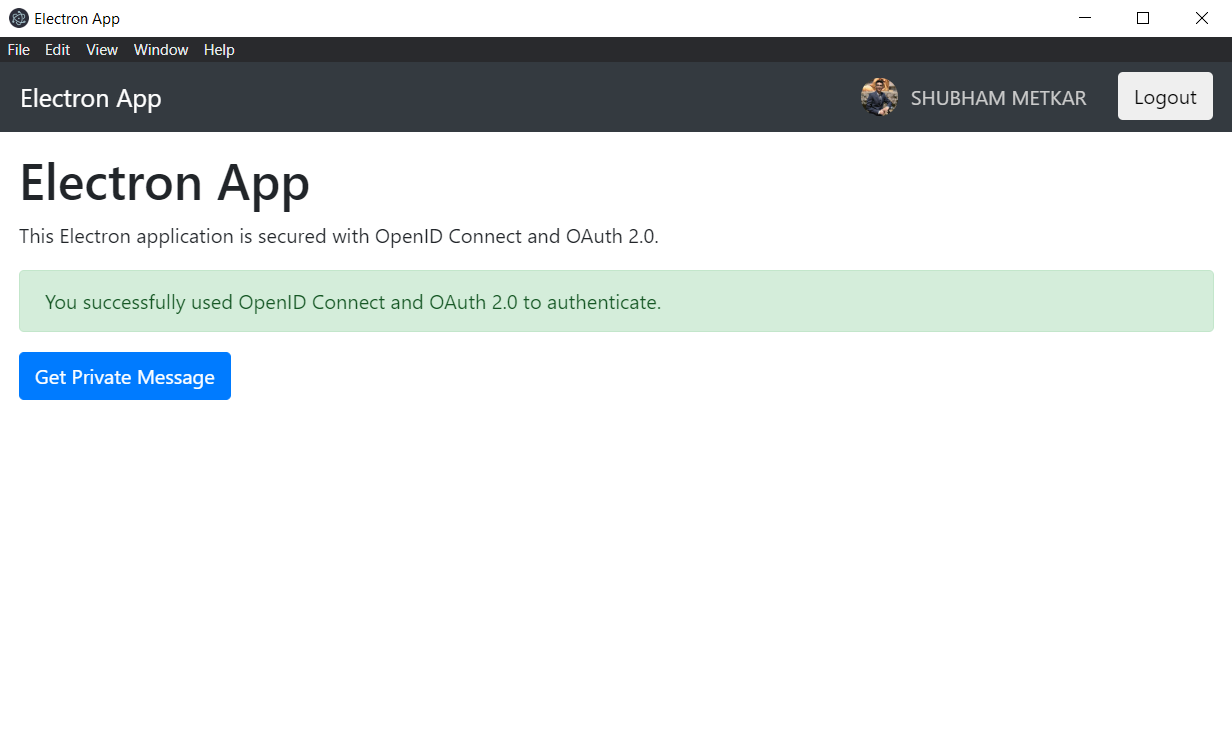 Electron App
File Edit View Window Help
Electron App SHUBHAM METKAR Logout
Electron App
This Electron application is secured with OpenID Connect and OAuth 2.0.
You successfully used OpenID Connect and OAuth 2.0 to authenticate.
Get Private Message